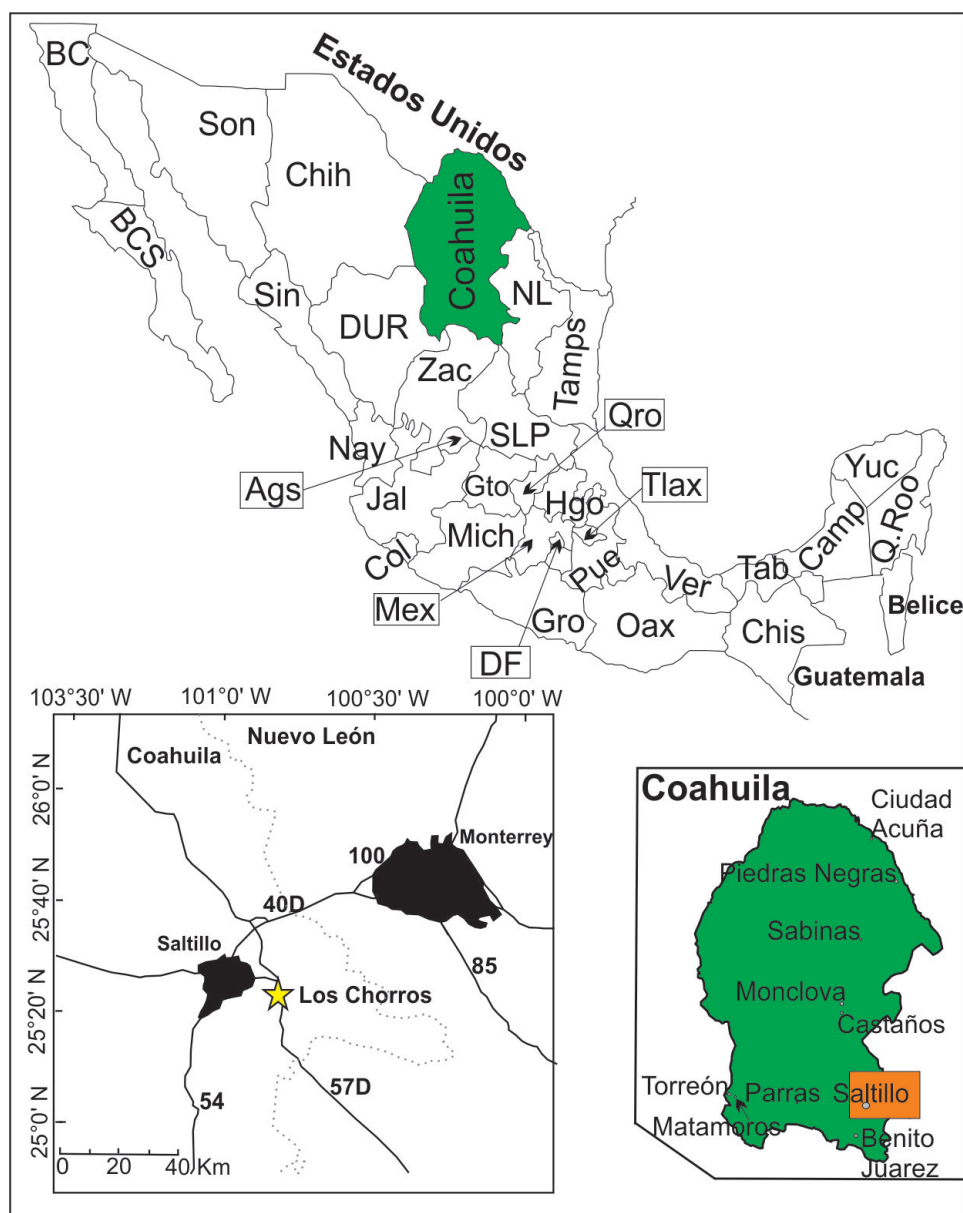 BC
Estados Unidos
Son
Chih
Coahuila
BCS
Sin
NL
DUR
Tamps
Zac
Qro
Nay
SLP
Yuc
Ags
Gto
Tlax
Jal
Hgo
Camp
Q.Roo
Mich
Col
Pue
Ver
Tab
Mex
Belice
Gro
Oax
Chis
DF
Guatemala
103°30' W
101°0' W
100°30' W
100°0' W
Nuevo León
Coahuila
26°0' N
Monterrey
100
25°40' N
40D
Saltillo
85
Los Chorros
25°20' N
57D
54
25°0' N
0 20 40 Km
Coahuila
Ciudad
Acuña
Piedras Negras
Sabinas
Monclova
Castaños
Torreón
Parras
Saltillo
Matamoros
Benito
Juarez